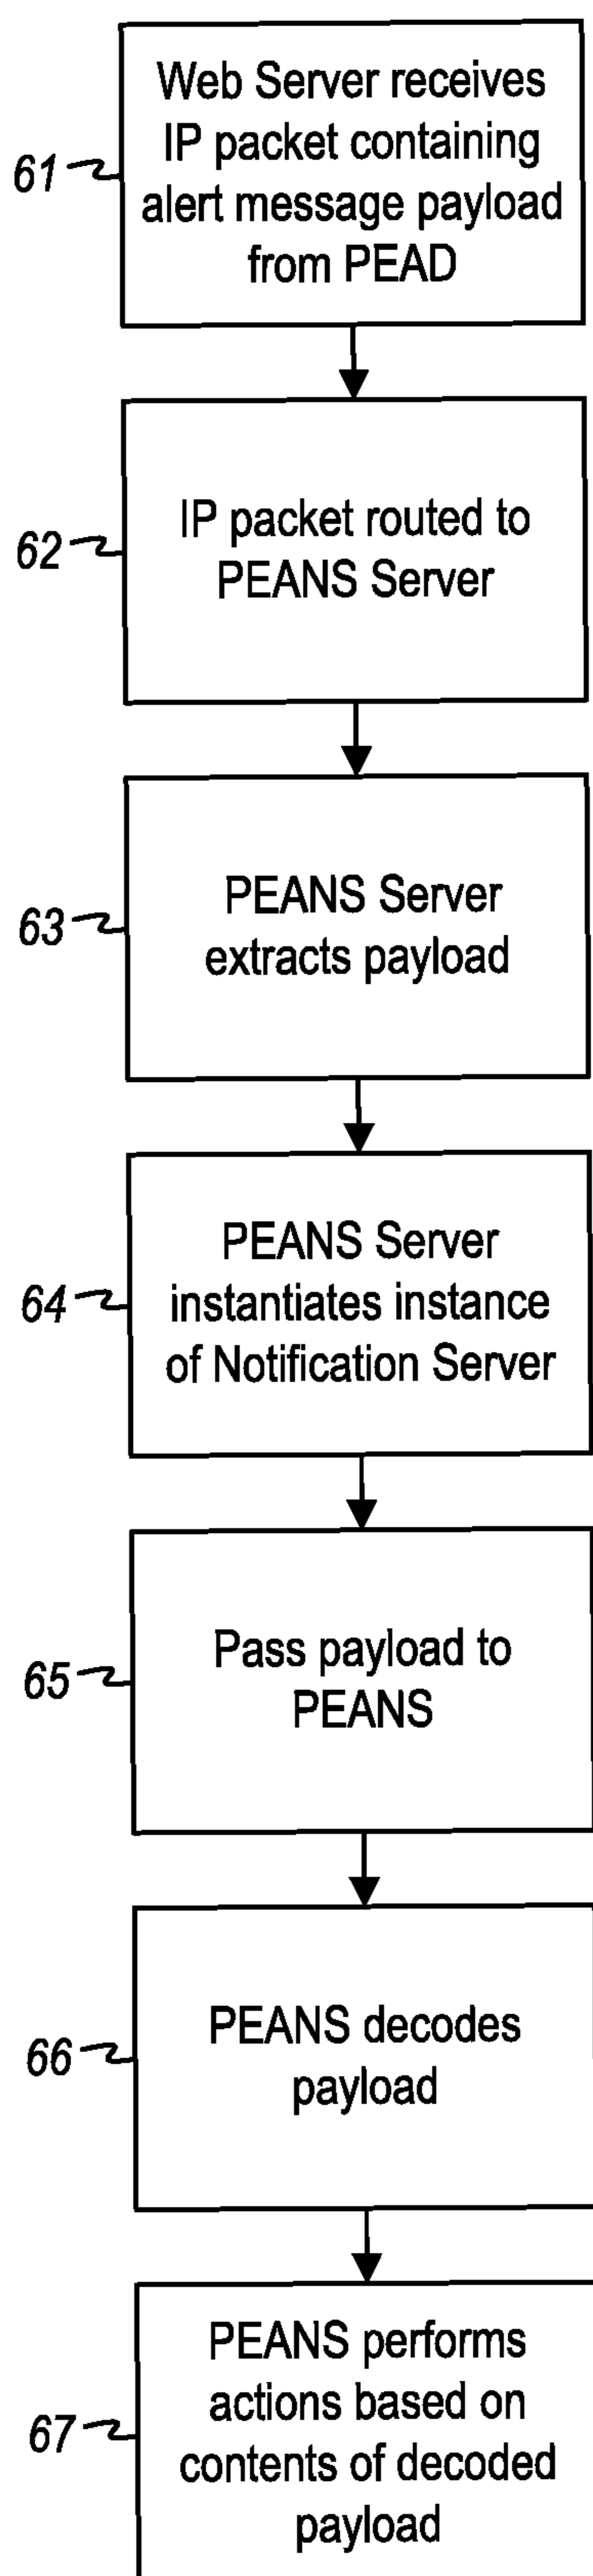 61
Web Server receives
IP packet containing
alert message payload
from PEAD
62
IP packet routed to
PEANS Server
63
PEANS Server
extracts payload
64
PEANS Server
instantiates instance
of Notification Server
65
Pass payload to
PEANS
66
PEANS decodes
payload
67
PEANS performs
actions based on
contents of decoded
payload